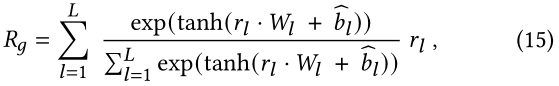 R_g = \sum_{l=1}^{L} \frac{\exp(\tanh(r_l \cdot W_l + \widehat{b}_l))}{\sum_{l=1}^{L} \exp(\tanh(r_l \cdot W_l + \widehat{b}_l))} r_l , (15)